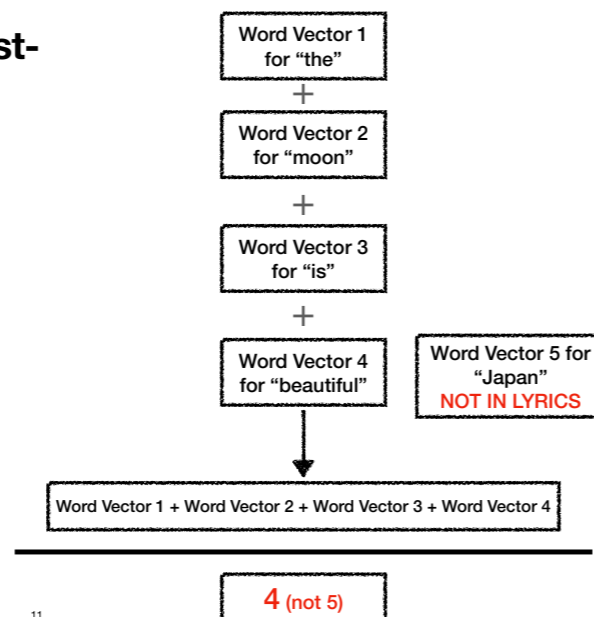 st-
Word Vector 1
for “the”
+
Word Vector 2
for “moon”
+
Word Vector 3
for “is”
+
Word Vector 4
for “beautiful”
Word Vector 5 for
“Japan”
NOT IN LYRICS
Word Vector 1 + Word Vector 2 + Word Vector 3 + Word Vector 4
4 (not 5)
11